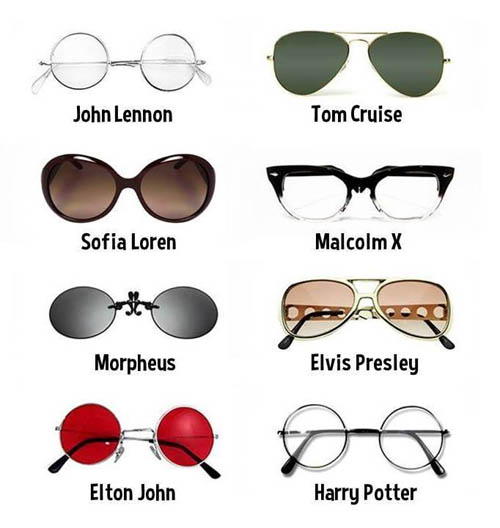 John Lennon
Tom Cruise
Sofia Loren
Malcolm X
Morpheus
Elvis Presley
Elton John
Harry Potter